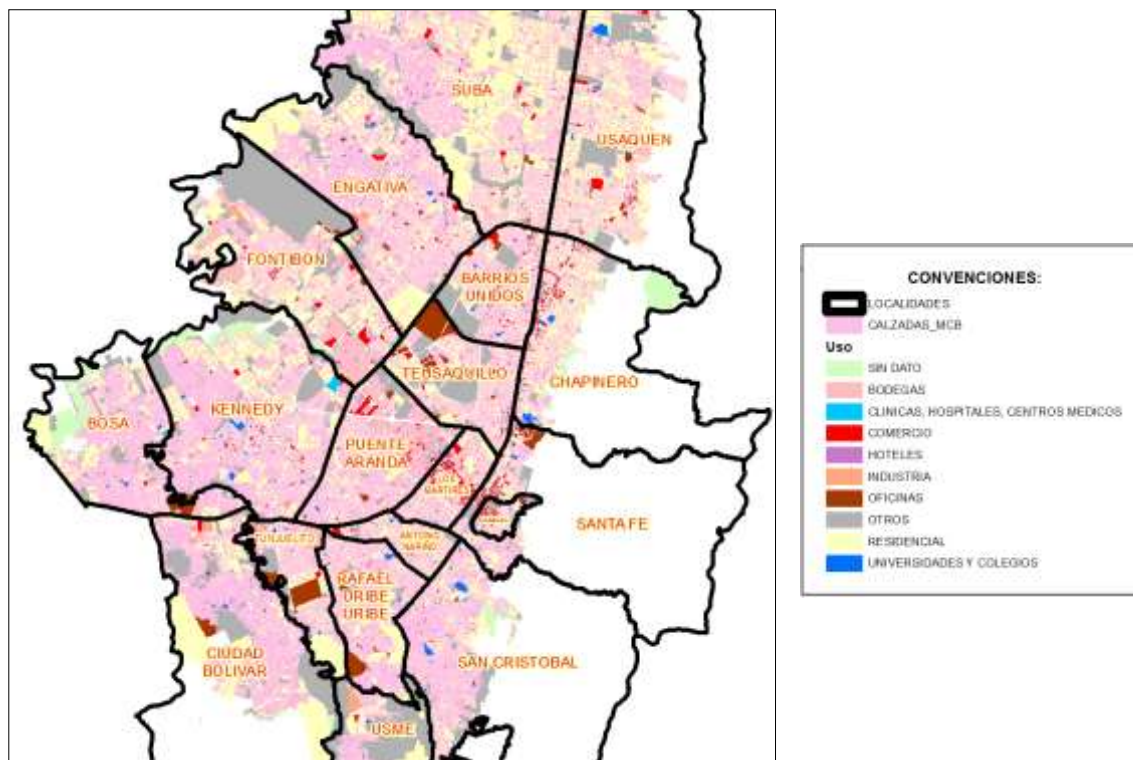 SUBA
USAQUEN
ENGATIVA
FONTIBON
BARRIOS
UNIDOS
TEUSAQUILLO
CHAPINERO
BOSA
KENNEDY
PUENTE
ARANDA
LOS
MARTIRES
SANTA FE
TUNJUELITO
ANTONIO
NARIÑO
RAFAEL
URIBE
URIBE
CIUDAD
BOLIVAR
SAN CRISTOBAL
USME
CONVENCIONES:
LOCALIDADES
CALZADAS_MCB
Uso
SIN DATO
BODEGAS
CLINICAS, HOSPITALES, CENTROS MEDICOS
COMERCIO
HOTELES
INDUSTRIA
OFICINAS
OTROS
RESIDENCIAL
UNIVERSIDADES Y COLEGIOS